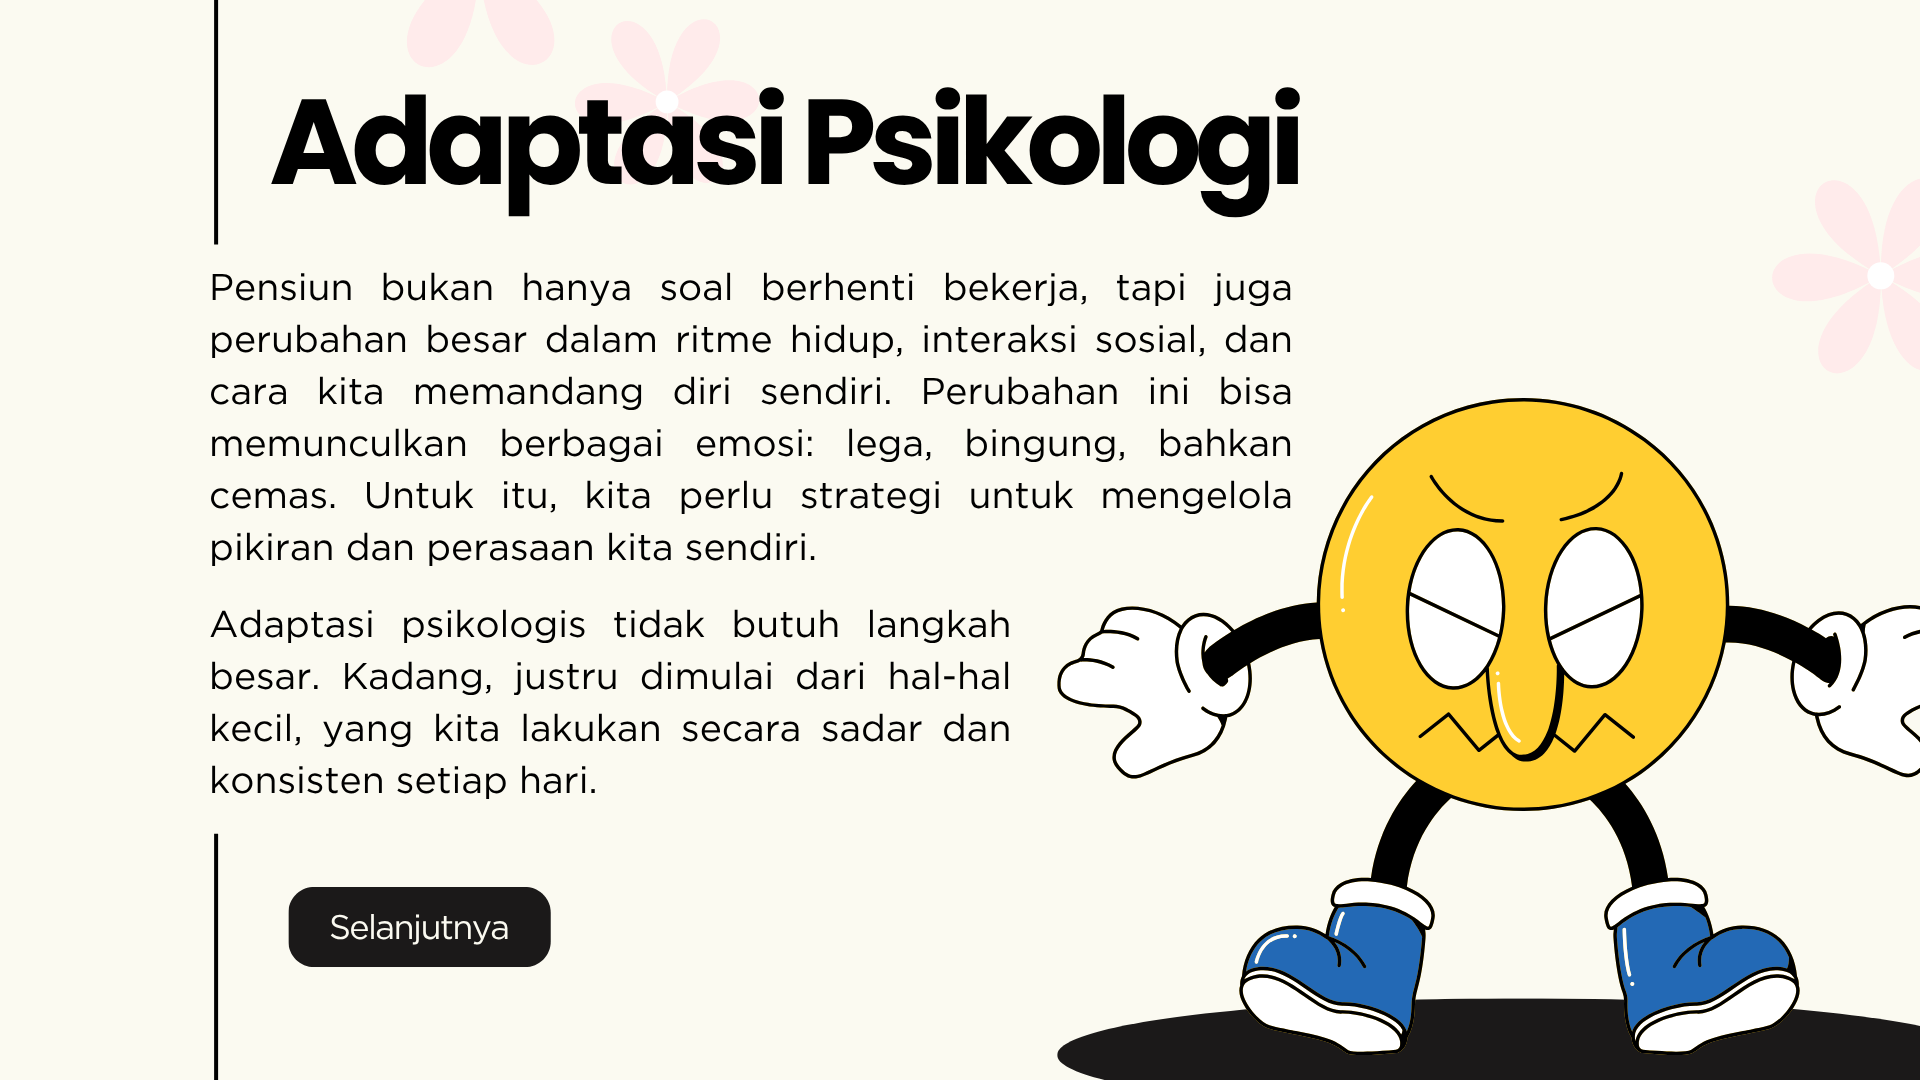 Adaptasi Psikologi
Pensiun bukan hanya soal berhenti bekerja, tapi juga
perubahan besar dalam ritme hidup, interaksi sosial, dan
cara kita memandang diri sendiri. Perubahan ini bisa
memunculkan berbagai emosi: lega, bingung, bahkan
cemas. Untuk itu, kita perlu strategi untuk mengelola
pikiran dan perasaan kita sendiri.
Adaptasi psikologis tidak butuh langkah
besar. Kadang, justru dimulai dari hal-hal
kecil, yang kita lakukan secara sadar dan
konsisten setiap hari.
Selanjutnya